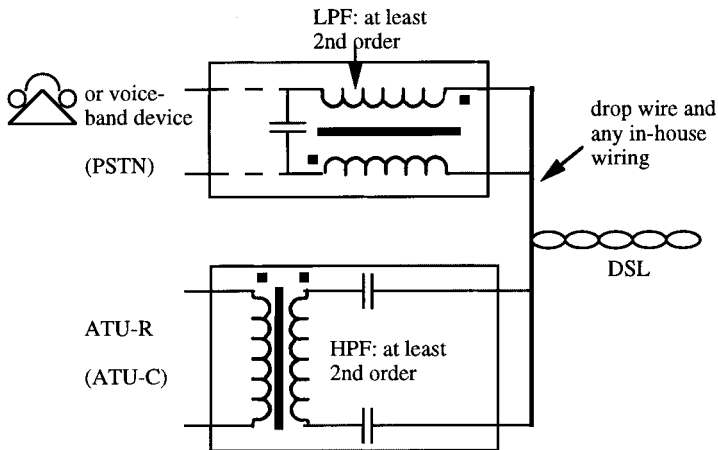 LPF: at least
2nd order
or voice-
band device
(PSTN)
drop wire and
any in-house
wiring
DSL
ATU-R
(ATU-C)
HPF: at least
2nd order